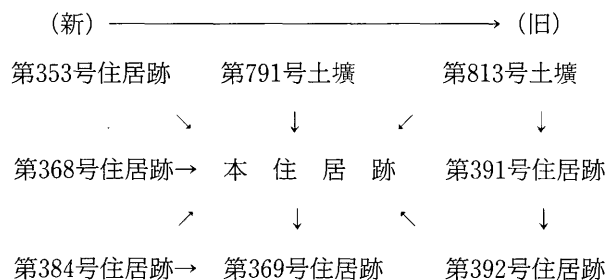 (新) ――――――――――→ (旧)
第353号住居跡 第791号土壙 第813号土壙
↘ ↓ ↙ ↓
第368号住居跡→ 本 住 居 跡 第391号住居跡
↗ ↓ ↖ ↓
第384号住居跡→ 第369号住居跡 第392号住居跡